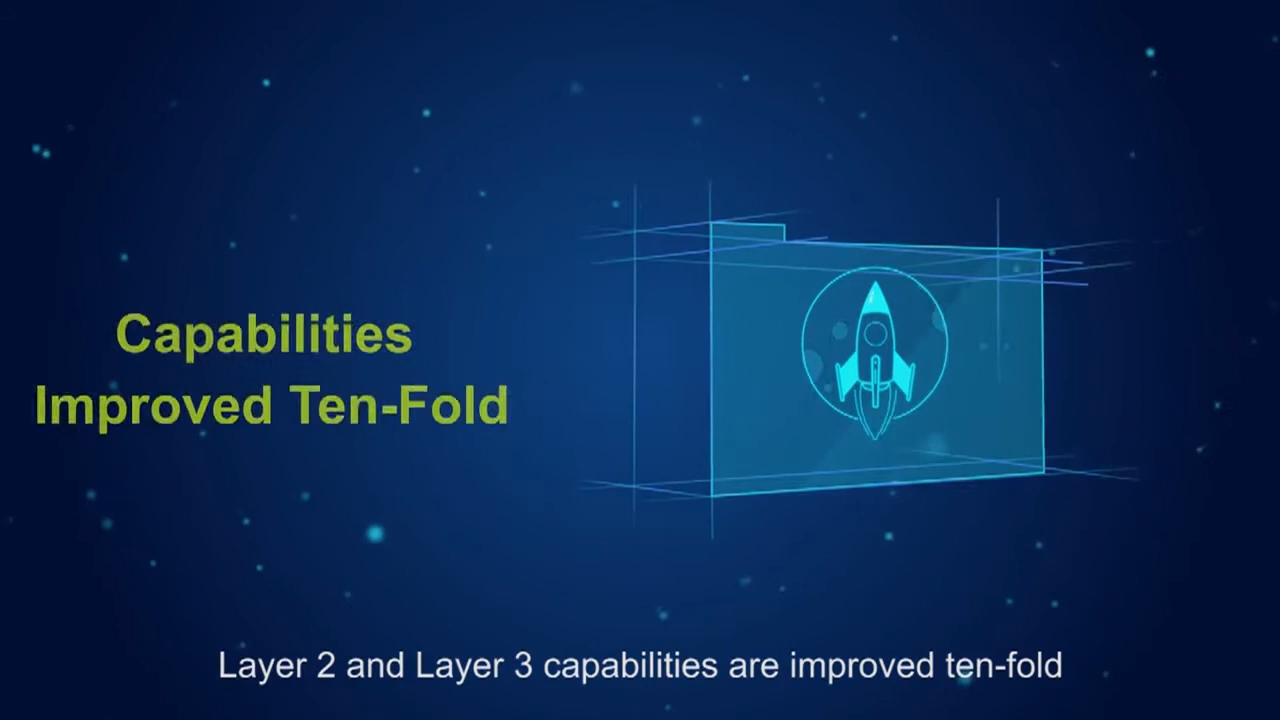 Capabilities
Improved Ten-Fold
Layer 2 and Layer 3 capabilities are improved ten-fold